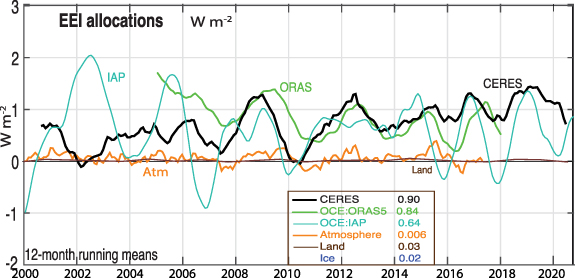 3
EEI allocations W m-2
2
IAP
ORAS
CERES
1
W m-2
0
Atm
Land
-1
CERES 0.90
OCE:ORAS5 0.84
OCE:IAP 0.64
Atmosphere 0.006
Land 0.03
Ice 0.02
12-month running means
-2
2000 2002 2004 2006 2008 2010 2012 2014 2016 2018 2020